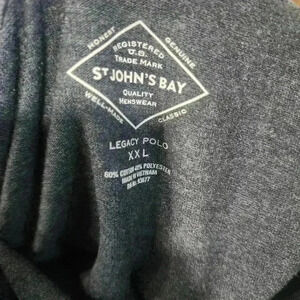 HONEST
GENUINE
REGISTERED
U.S.
TRADE MARK
ST JOHN'S BAY
QUALITY
MENSWEAR
WELL-MADE
CLASSIC
LEGACY POLO
XXL
60% COTTON 40% POLYESTER
MADE IN VIETNAM